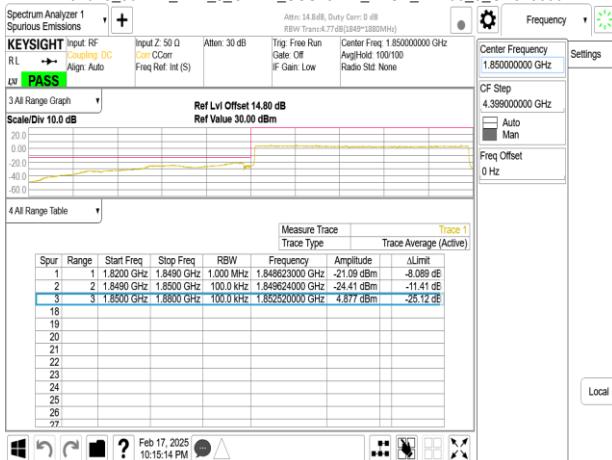 Spectrum Analyzer 1
Spurious Emissions
Attn: 14.8dB, Duty Corr: 0 dB
RBW Trans:4.77dB(1849~1880MHz)
Frequency
KEYSIGHT
RL
LXI
PASS
Input: RF
Coupling: DC
Align: Auto
Input Z: 50 Ω
Corr CCorr
Freq Ref: Int (S)
Atten: 30 dB
Trig: Free Run
Gate: Off
IF Gain: Low
Center Freq: 1.850000000 GHz
Avg|Hold: 100/100
Radio Std: None
Center Frequency
1.850000000 GHz
Settings
CF Step
4.399000000 GHz
Auto
Man
Freq Offset
0 Hz
3 All Range Graph
Scale/Div 10.0 dB
Ref Lvl Offset 14.80 dB
Ref Value 30.00 dBm
20.0
0.00
-20.0
-40.0
-60.0
4 All Range Table
Measure Trace Trace 1
Trace Type Trace Average (Active)
Spur Range Start Freq Stop Freq RBW Frequency Amplitude ΔLimit
1 1 1.8200 GHz 1.8490 GHz 1.000 MHz 1.848623000 GHz -21.09 dBm -8.089 dB
2 2 1.8490 GHz 1.8500 GHz 100.0 kHz 1.849624000 GHz -24.41 dBm -11.41 dB
3 3 1.8500 GHz 1.8800 GHz 100.0 kHz 1.852520000 GHz 4.877 dBm -25.12 dB
18
19
20
21
22
23
24
25
26
27
Local
?
Feb 17, 2025
10:15:14 PM